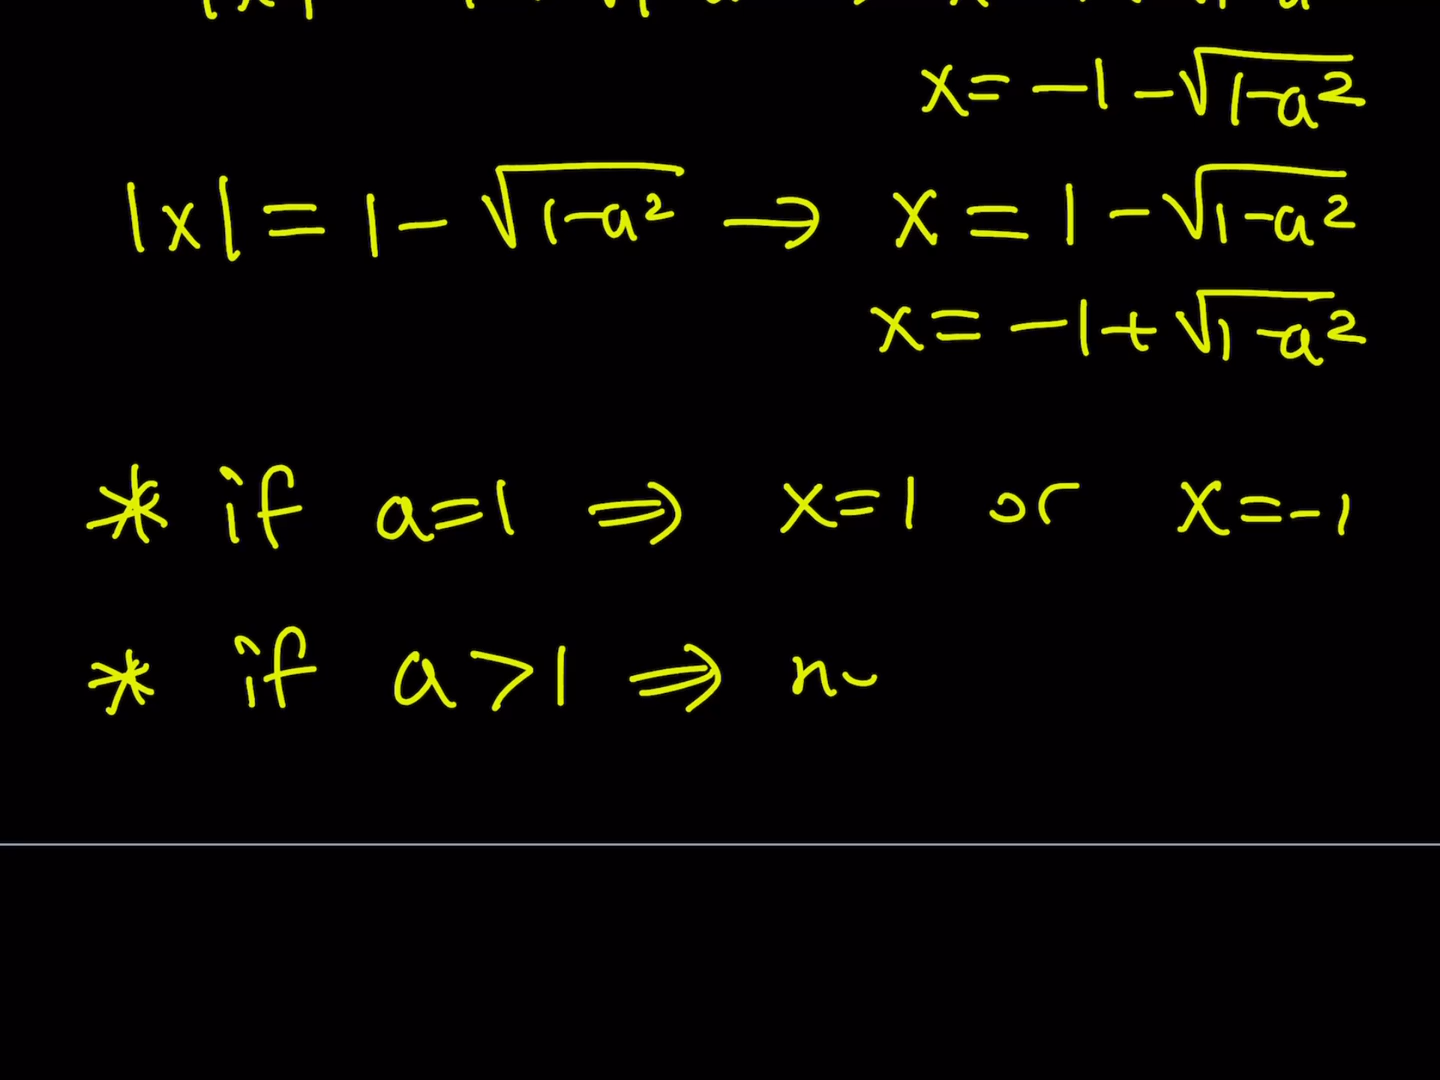 x = -1 - √(1-a²)
|x| = 1 - √(1-a²) → x = 1 - √(1-a²)
x = -1 + √(1-a²)
* if a=1 ⇒ x=1 or x=-1
* if a>1 ⇒